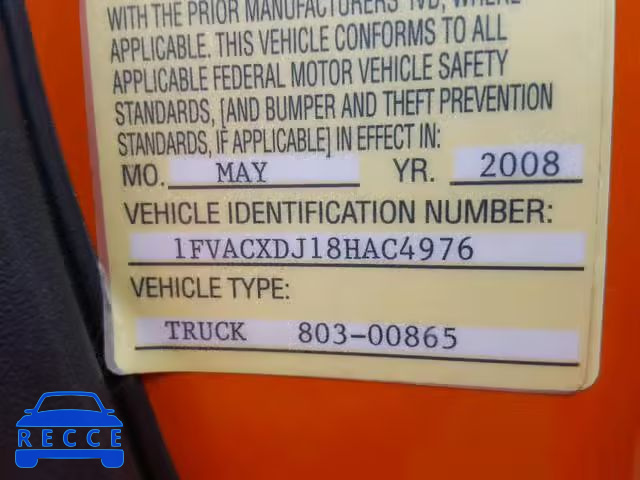 WITH THE PRIOR MANUFACTURERS' IVD, WHERE
APPLICABLE. THIS VEHICLE CONFORMS TO ALL
APPLICABLE FEDERAL MOTOR VEHICLE SAFETY
STANDARDS, [AND BUMPER AND THEFT PREVENTION
STANDARDS, IF APPLICABLE] IN EFFECT IN:
MO. MAY YR. 2008
VEHICLE IDENTIFICATION NUMBER:
1FVACXDJ18HAC4976
VEHICLE TYPE:
TRUCK 803-00865
RECCE